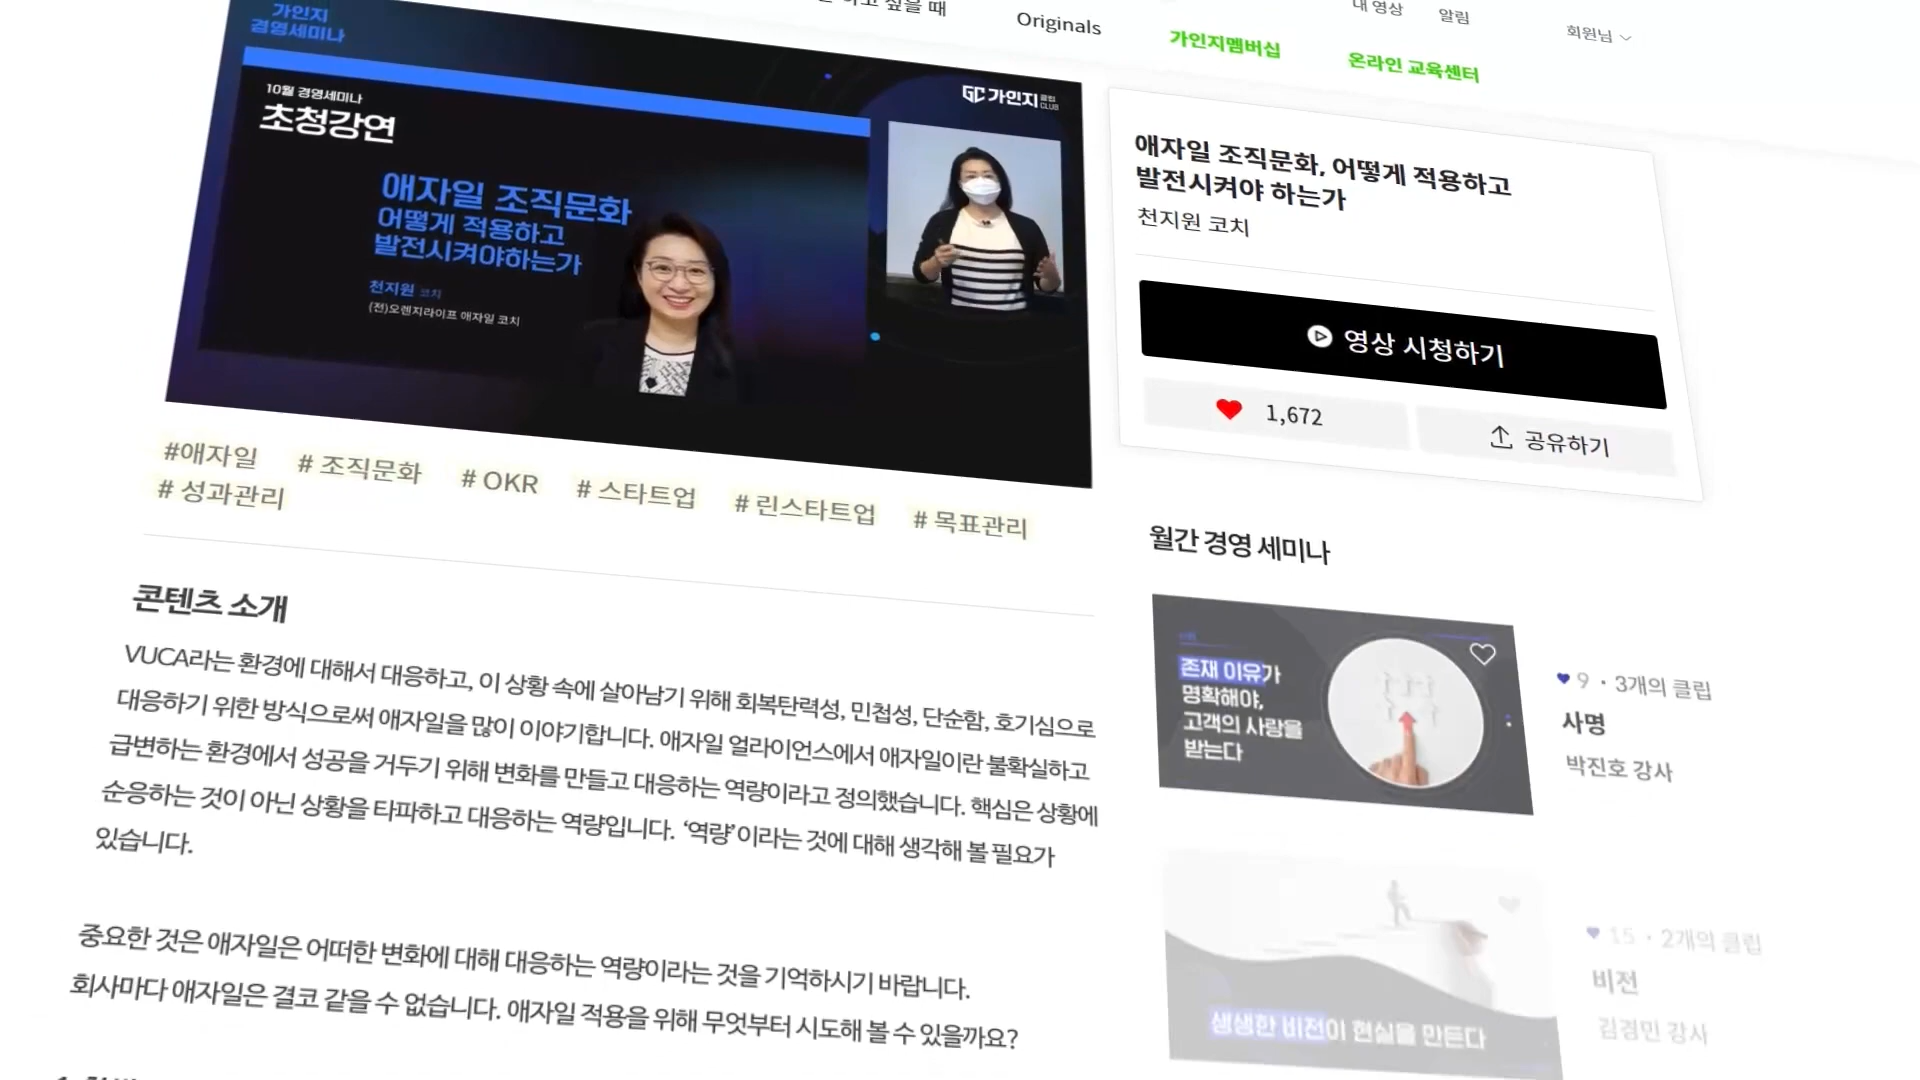 싶을 때
Originals
내 영상
알림
회원님
가인지멤버십
온라인 교육센터
가인지
경영세미나
10월 경영세미나
초청강연
GC 가인지 클럽 CLUB
애자일 조직문화
어떻게 적용하고
발전시켜야하는가
천지원 코치
(전)오렌지라이프 애자일 코치
애자일 조직문화, 어떻게 적용하고
발전시켜야 하는가
천지원 코치
영상 시청하기
1,672
공유하기
#애자일 # 조직문화 # OKR # 스타트업 # 린스타트업 # 목표관리
# 성과관리
콘텐츠 소개
VUCA라는 환경에 대해서 대응하고, 이 상황 속에 살아남기 위해 회복탄력성, 민첩성, 단순함, 호기심으로
대응하기 위한 방식으로써 애자일을 많이 이야기합니다. 애자일 얼라이언스에서 애자일이란 불확실하고
급변하는 환경에서 성공을 거두기 위해 변화를 만들고 대응하는 역량이라고 정의했습니다. 핵심은 상황에
순응하는 것이 아닌 상황을 타파하고 대응하는 역량입니다. ‘역량’이라는 것에 대해 생각해 볼 필요가
있습니다.
중요한 것은 애자일은 어떠한 변화에 대해 대응하는 역량이라는 것을 기억하시기 바랍니다.
회사마다 애자일은 결코 같을 수 없습니다. 애자일 적용을 위해 무엇부터 시도해 볼 수 있을까요?
월간 경영 세미나
존재 이유가
명확해야,
고객의 사랑을
받는다
9 · 3개의 클립
사명
박진호 강사
생생한 비전이 현실을 만든다
15 · 2개의 클립
비전
김경민 강사